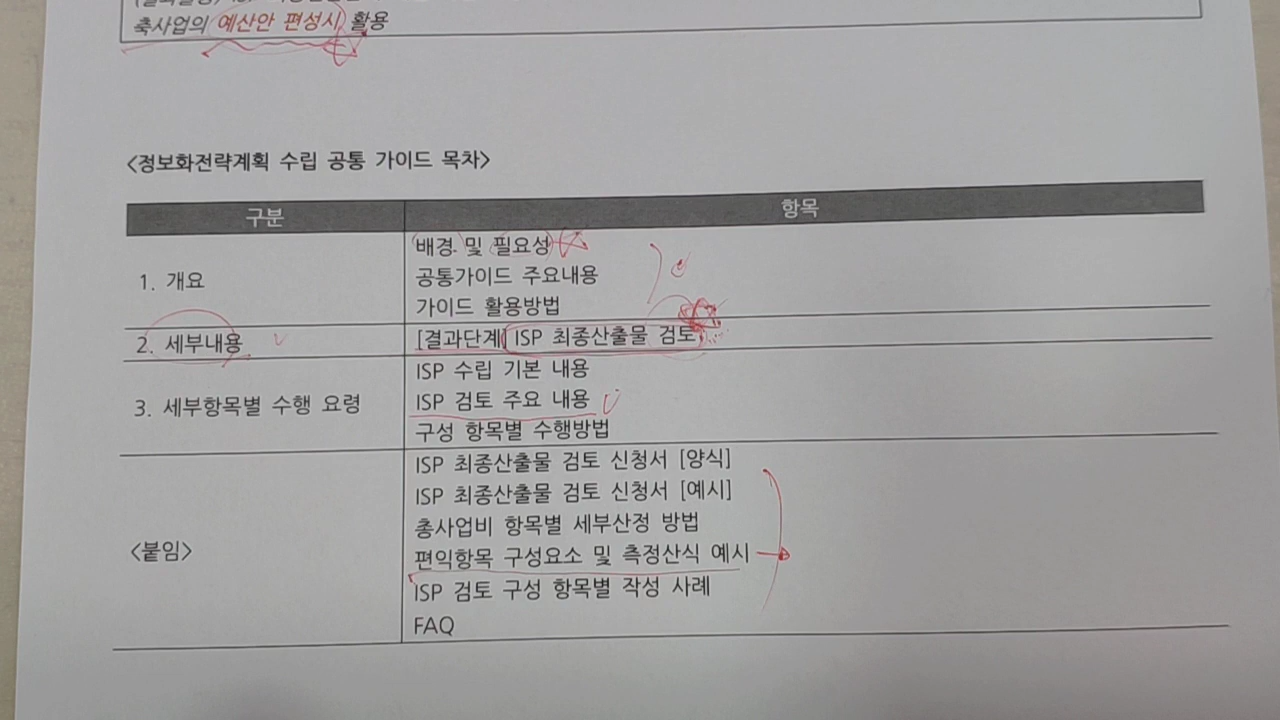 축사업의 예산안 편성시 활용
<정보화전략계획 수립 공통 가이드 목차>
구분 항목
1. 개요
배경 및 필요성
공통가이드 주요내용
가이드 활용방법
2. 세부내용
[결과단계] ISP 최종산출물 검토
3. 세부항목별 수행 요령
ISP 수립 기본 내용
ISP 검토 주요 내용
구성 항목별 수행방법
<붙임>
ISP 최종산출물 검토 신청서 [양식]
ISP 최종산출물 검토 신청서 [예시]
총사업비 항목별 세부산정 방법
편익항목 구성요소 및 측정산식 예시
ISP 검토 구성 항목별 작성 사례
FAQ